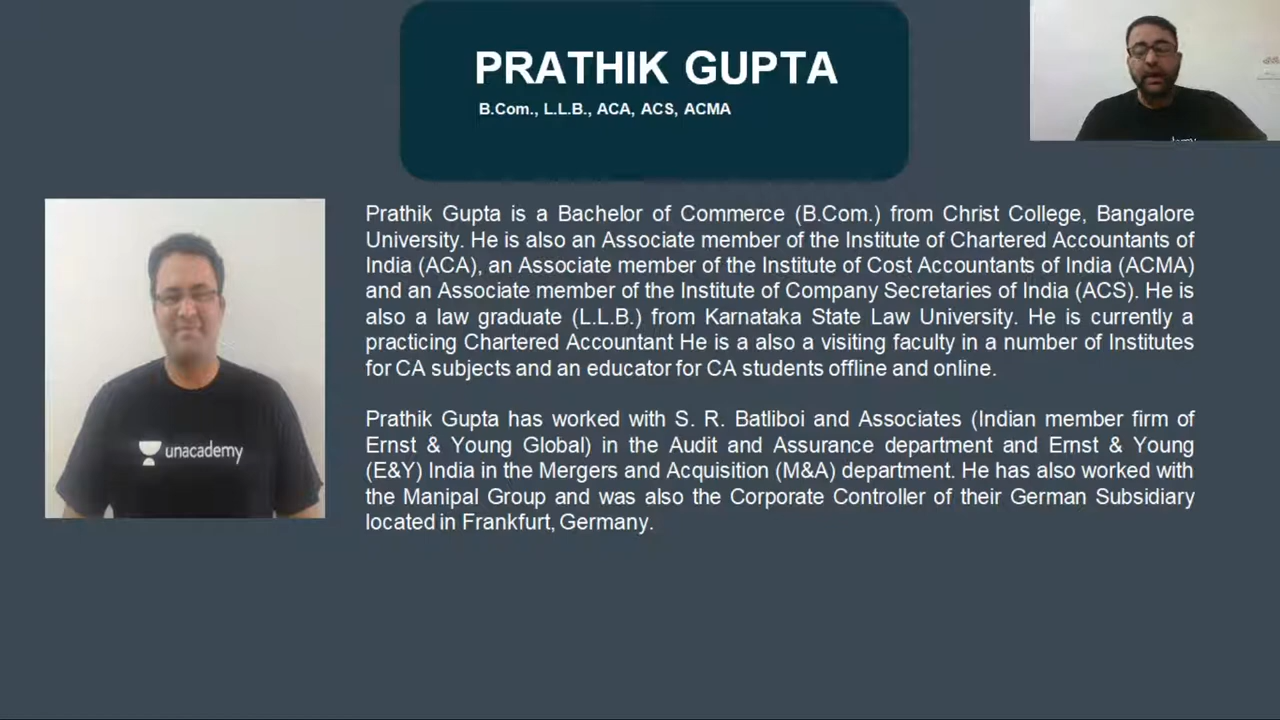 PRATHIK GUPTA
B.Com., L.L.B., ACA, ACS, ACMA
Prathik Gupta is a Bachelor of Commerce (B.Com.) from Christ College, Bangalore
University. He is also an Associate member of the Institute of Chartered Accountants of
India (ACA), an Associate member of the Institute of Cost Accountants of India (ACMA)
and an Associate member of the Institute of Company Secretaries of India (ACS). He is
also a law graduate (L.L.B.) from Karnataka State Law University. He is currently a
practicing Chartered Accountant He is a also a visiting faculty in a number of Institutes
for CA subjects and an educator for CA students offline and online.
Prathik Gupta has worked with S. R. Batliboi and Associates (Indian member firm of
Ernst & Young Global) in the Audit and Assurance department and Ernst & Young
(E&Y) India in the Mergers and Acquisition (M&A) department. He has also worked with
the Manipal Group and was also the Corporate Controller of their German Subsidiary
located in Frankfurt, Germany.
unacademy